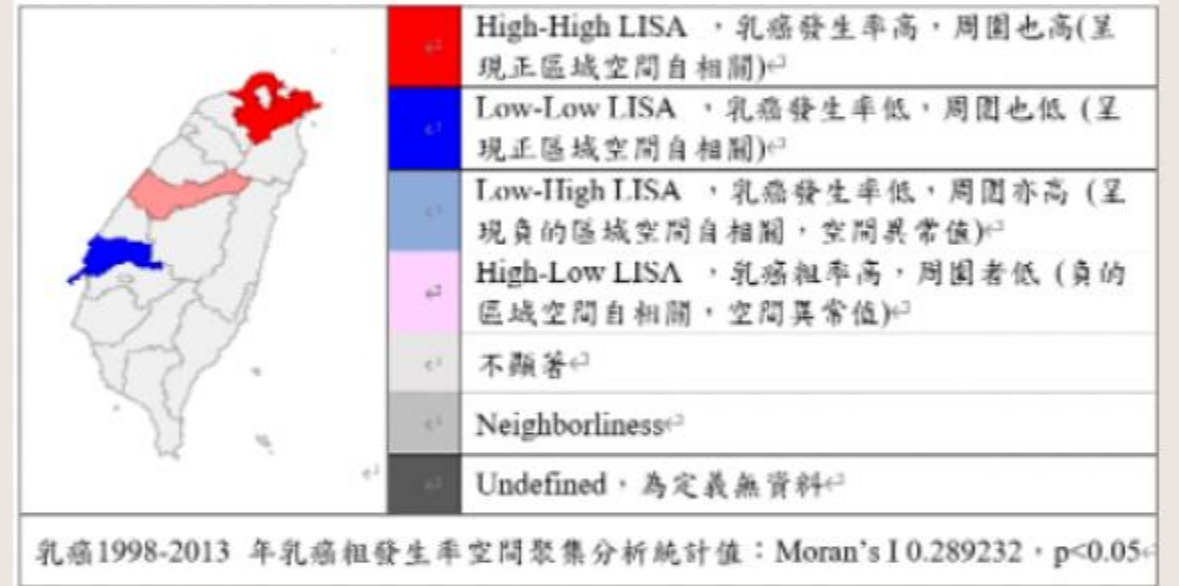 High-High LISA ，乳癌發生率高，周圍也高(呈
現正區域空間自相關)
Low-Low LISA ，乳癌發生率低，周圍也低 (呈
現正區域空間自相關)
Low-High LISA ，乳癌發生率低，周圍亦高 (呈
現負的區域空間自相關，空間異常值)
High-Low LISA ，乳癌粗率高，周圍者低 (負的
區域空間自相關，空間異常值)
不顯著
Neighborliness
Undefined，為定義無資料
乳癌1998-2013 年乳癌粗發生率空間聚集分析統計值：Moran's I 0.289232，p<0.05